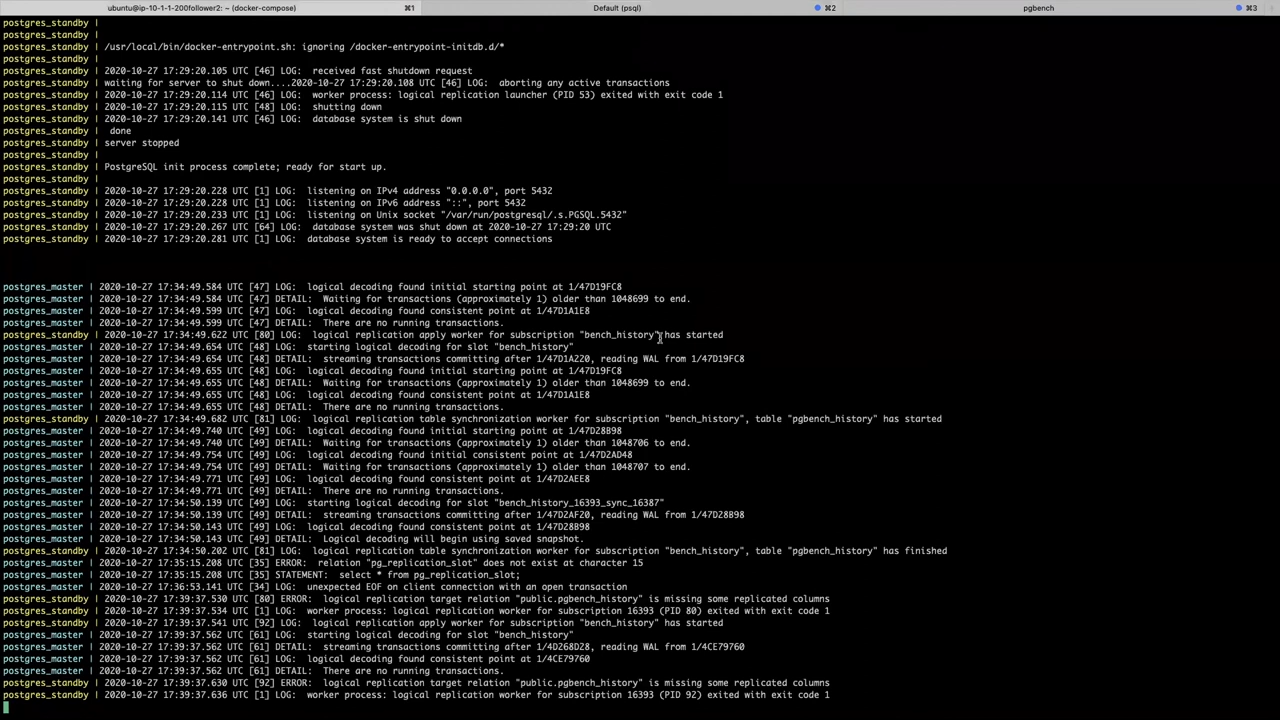 ubuntu@ip-10-1-1-200follower2: ~ (docker-compose) ⌘1 Default (psql) ⌘2 pgbench ⌘3
postgres_standby |
postgres_standby |
postgres_standby | /usr/local/bin/docker-entrypoint.sh: ignoring /docker-entrypoint-initdb.d/*
postgres_standby |
postgres_standby | 2020-10-27 17:29:20.105 UTC [46] LOG:  received fast shutdown request
postgres_standby | waiting for server to shut down....2020-10-27 17:29:20.108 UTC [46] LOG:  aborting any active transactions
postgres_standby | 2020-10-27 17:29:20.114 UTC [46] LOG:  worker process: logical replication launcher (PID 53) exited with exit code 1
postgres_standby | 2020-10-27 17:29:20.115 UTC [48] LOG:  shutting down
postgres_standby | 2020-10-27 17:29:20.141 UTC [46] LOG:  database system is shut down
postgres_standby |  done
postgres_standby | server stopped
postgres_standby |
postgres_standby | PostgreSQL init process complete; ready for start up.
postgres_standby |
postgres_standby | 2020-10-27 17:29:20.228 UTC [1] LOG:  listening on IPv4 address "0.0.0.0", port 5432
postgres_standby | 2020-10-27 17:29:20.228 UTC [1] LOG:  listening on IPv6 address "::", port 5432
postgres_standby | 2020-10-27 17:29:20.233 UTC [1] LOG:  listening on Unix socket "/var/run/postgresql/.s.PGSQL.5432"
postgres_standby | 2020-10-27 17:29:20.267 UTC [64] LOG:  database system was shut down at 2020-10-27 17:29:20 UTC
postgres_standby | 2020-10-27 17:29:20.281 UTC [1] LOG:  database system is ready to accept connections
postgres_master | 2020-10-27 17:34:49.584 UTC [47] LOG:  logical decoding found initial starting point at 1/47D19FC8
postgres_master | 2020-10-27 17:34:49.584 UTC [47] DETAIL:  Waiting for transactions (approximately 1) older than 1048699 to end.
postgres_master | 2020-10-27 17:34:49.599 UTC [47] LOG:  logical decoding found consistent point at 1/47D1A1E8
postgres_master | 2020-10-27 17:34:49.599 UTC [47] DETAIL:  There are no running transactions.
postgres_standby | 2020-10-27 17:34:49.622 UTC [80] LOG:  logical replication apply worker for subscription "bench_history" has started
postgres_master | 2020-10-27 17:34:49.654 UTC [48] LOG:  starting logical decoding for slot "bench_history"
postgres_master | 2020-10-27 17:34:49.654 UTC [48] DETAIL:  streaming transactions committing after 1/47D1A220, reading WAL from 1/47D19FC8
postgres_master | 2020-10-27 17:34:49.655 UTC [48] LOG:  logical decoding found initial starting point at 1/47D19FC8
postgres_master | 2020-10-27 17:34:49.655 UTC [48] DETAIL:  Waiting for transactions (approximately 1) older than 1048699 to end.
postgres_master | 2020-10-27 17:34:49.655 UTC [48] LOG:  logical decoding found consistent point at 1/47D1A1E8
postgres_master | 2020-10-27 17:34:49.655 UTC [48] DETAIL:  There are no running transactions.
postgres_standby | 2020-10-27 17:34:49.682 UTC [81] LOG:  logical replication table synchronization worker for subscription "bench_history", table "pgbench_history" has started
postgres_master | 2020-10-27 17:34:49.740 UTC [49] LOG:  logical decoding found initial starting point at 1/47D28B98
postgres_master | 2020-10-27 17:34:49.740 UTC [49] DETAIL:  Waiting for transactions (approximately 1) older than 1048706 to end.
postgres_master | 2020-10-27 17:34:49.754 UTC [49] LOG:  logical decoding found initial consistent point at 1/47D2AD48
postgres_master | 2020-10-27 17:34:49.754 UTC [49] DETAIL:  Waiting for transactions (approximately 1) older than 1048707 to end.
postgres_master | 2020-10-27 17:34:49.771 UTC [49] LOG:  logical decoding found consistent point at 1/47D2AEE8
postgres_master | 2020-10-27 17:34:49.771 UTC [49] DETAIL:  There are no running transactions.
postgres_master | 2020-10-27 17:34:50.139 UTC [49] LOG:  starting logical decoding for slot "bench_history_16393_sync_16387"
postgres_master | 2020-10-27 17:34:50.139 UTC [49] DETAIL:  streaming transactions committing after 1/47D2AF20, reading WAL from 1/47D28B98
postgres_master | 2020-10-27 17:34:50.143 UTC [49] LOG:  logical decoding found consistent point at 1/47D28B98
postgres_master | 2020-10-27 17:34:50.143 UTC [49] DETAIL:  Logical decoding will begin using saved snapshot.
postgres_standby | 2020-10-27 17:34:50.202 UTC [81] LOG:  logical replication table synchronization worker for subscription "bench_history", table "pgbench_history" has finished
postgres_master | 2020-10-27 17:35:15.208 UTC [35] ERROR:  relation "pg_replication_slot" does not exist at character 15
postgres_master | 2020-10-27 17:35:15.208 UTC [35] STATEMENT:  select * from pg_replication_slot;
postgres_master | 2020-10-27 17:36:53.141 UTC [34] LOG:  unexpected EOF on client connection with an open transaction
postgres_standby | 2020-10-27 17:39:37.530 UTC [80] ERROR:  logical replication target relation "public.pgbench_history" is missing some replicated columns
postgres_standby | 2020-10-27 17:39:37.534 UTC [1] LOG:  worker process: logical replication worker for subscription 16393 (PID 80) exited with exit code 1
postgres_standby | 2020-10-27 17:39:37.541 UTC [92] LOG:  logical replication apply worker for subscription "bench_history" has started
postgres_master | 2020-10-27 17:39:37.562 UTC [61] LOG:  starting logical decoding for slot "bench_history"
postgres_master | 2020-10-27 17:39:37.562 UTC [61] DETAIL:  streaming transactions committing after 1/4D268D28, reading WAL from 1/4CE79760
postgres_master | 2020-10-27 17:39:37.562 UTC [61] LOG:  logical decoding found consistent point at 1/4CE79760
postgres_master | 2020-10-27 17:39:37.562 UTC [61] DETAIL:  There are no running transactions.
postgres_standby | 2020-10-27 17:39:37.630 UTC [92] ERROR:  logical replication target relation "public.pgbench_history" is missing some replicated columns
postgres_standby | 2020-10-27 17:39:37.636 UTC [1] LOG:  worker process: logical replication worker for subscription 16393 (PID 92) exited with exit code 1